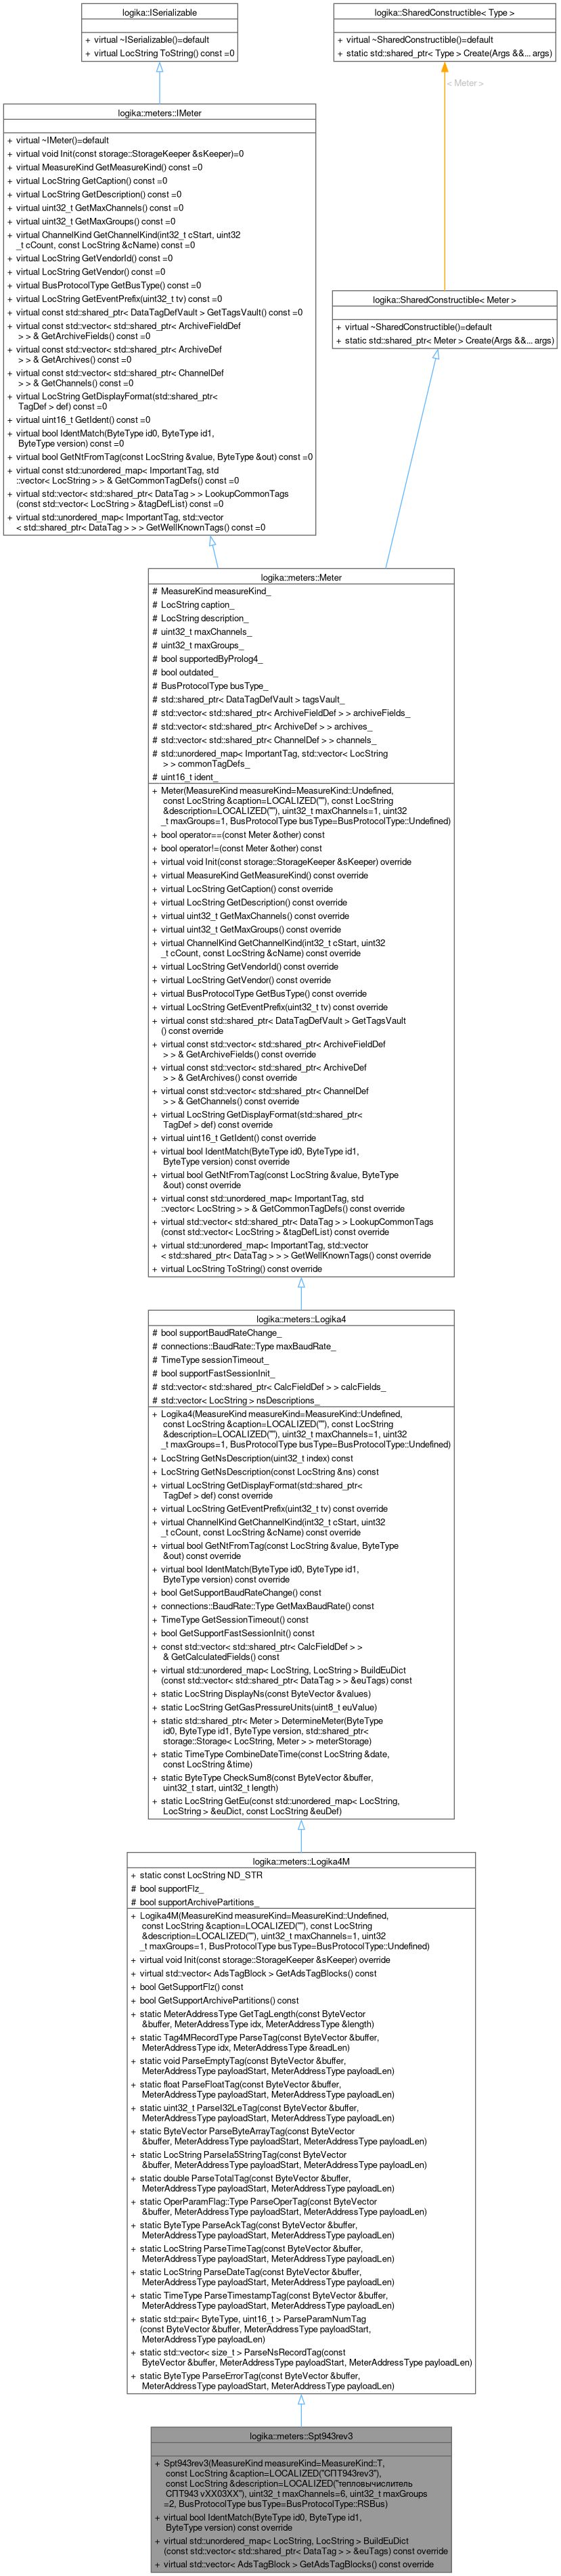 logika::ISerializable
+ virtual ~ISerializable()=default
+ virtual LocString ToString() const =0
logika::SharedConstructible< Type >
+ virtual ~SharedConstructible()=default
+ static std::shared_ptr< Type > Create(Args &&... args)
< Meter >
logika::meters::IMeter
+ virtual ~IMeter()=default
+ virtual void Init(const storage::StorageKeeper &sKeeper)=0
+ virtual MeasureKind GetMeasureKind() const =0
+ virtual LocString GetCaption() const =0
+ virtual LocString GetDescription() const =0
+ virtual uint32_t GetMaxChannels() const =0
+ virtual uint32_t GetMaxGroups() const =0
+ virtual ChannelKind GetChannelKind(int32_t cStart, uint32
_t cCount, const LocString &cName) const =0
+ virtual LocString GetVendorId() const =0
+ virtual LocString GetVendor() const =0
+ virtual BusProtocolType GetBusType() const =0
+ virtual LocString GetEventPrefix(uint32_t tv) const =0
+ virtual const std::shared_ptr< DataTagDefVault > GetTagsVault() const =0
+ virtual const std::vector< std::shared_ptr< ArchiveFieldDef
> > & GetArchiveFields() const =0
+ virtual const std::vector< std::shared_ptr< ArchiveDef
> > & GetArchives() const =0
+ virtual const std::vector< std::shared_ptr< ChannelDef
> > & GetChannels() const =0
+ virtual LocString GetDisplayFormat(std::shared_ptr<
TagDef > def) const =0
+ virtual uint16_t GetIdent() const =0
+ virtual bool IdentMatch(ByteType id0, ByteType id1,
ByteType version) const =0
+ virtual bool GetNtFromTag(const LocString &value, ByteType &out) const =0
+ virtual const std::unordered_map< ImportantTag, std
::vector< LocString > > & GetCommonTagDefs() const =0
+ virtual std::vector< std::shared_ptr< DataTag > > LookupCommonTags
(const std::vector< LocString > &tagDefList) const =0
+ virtual std::unordered_map< ImportantTag, std::vector
< std::shared_ptr< DataTag > > > GetWellKnownTags() const =0
logika::SharedConstructible< Meter >
+ virtual ~SharedConstructible()=default
+ static std::shared_ptr< Meter > Create(Args &&... args)
logika::meters::Meter
# MeasureKind measureKind_
# LocString caption_
# LocString description_
# uint32_t maxChannels_
# uint32_t maxGroups_
# bool supportedByProlog4_
# bool outdated_
# BusProtocolType busType_
# std::shared_ptr< DataTagDefVault > tagsVault_
# std::vector< std::shared_ptr< ArchiveFieldDef > > archiveFields_
# std::vector< std::shared_ptr< ArchiveDef > > archives_
# std::vector< std::shared_ptr< ChannelDef > > channels_
# std::unordered_map< ImportantTag, std::vector< LocString
> > commonTagDefs_
# uint16_t ident_
+ Meter(MeasureKind measureKind=MeasureKind::Undefined,
const LocString &caption=LOCALIZED(""), const LocString
&description=LOCALIZED(""), uint32_t maxChannels=1, uint32
_t maxGroups=1, BusProtocolType busType=BusProtocolType::Undefined)
+ bool operator==(const Meter &other) const
+ bool operator!=(const Meter &other) const
+ virtual void Init(const storage::StorageKeeper &sKeeper) override
+ virtual MeasureKind GetMeasureKind() const override
+ virtual LocString GetCaption() const override
+ virtual LocString GetDescription() const override
+ virtual uint32_t GetMaxChannels() const override
+ virtual uint32_t GetMaxGroups() const override
+ virtual ChannelKind GetChannelKind(int32_t cStart, uint32
_t cCount, const LocString &cName) const override
+ virtual LocString GetVendorId() const override
+ virtual LocString GetVendor() const override
+ virtual BusProtocolType GetBusType() const override
+ virtual LocString GetEventPrefix(uint32_t tv) const override
+ virtual const std::shared_ptr< DataTagDefVault > GetTagsVault
() const override
+ virtual const std::vector< std::shared_ptr< ArchiveFieldDef
> > & GetArchiveFields() const override
+ virtual const std::vector< std::shared_ptr< ArchiveDef
> > & GetArchives() const override
+ virtual const std::vector< std::shared_ptr< ChannelDef
> > & GetChannels() const override
+ virtual LocString GetDisplayFormat(std::shared_ptr<
TagDef > def) const override
+ virtual uint16_t GetIdent() const override
+ virtual bool IdentMatch(ByteType id0, ByteType id1,
ByteType version) const override
+ virtual bool GetNtFromTag(const LocString &value, ByteType
&out) const override
+ virtual const std::unordered_map< ImportantTag, std
::vector< LocString > > & GetCommonTagDefs() const override
+ virtual std::vector< std::shared_ptr< DataTag > > LookupCommonTags
(const std::vector< LocString > &tagDefList) const override
+ virtual std::unordered_map< ImportantTag, std::vector
< std::shared_ptr< DataTag > > > GetWellKnownTags() const override
+ virtual LocString ToString() const override
logika::meters::Logika4
# bool supportBaudRateChange_
# connections::BaudRate::Type maxBaudRate_
# TimeType sessionTimeout_
# bool supportFastSessionInit_
# std::vector< std::shared_ptr< CalcFieldDef > > calcFields_
# std::vector< LocString > nsDescriptions_
+ Logika4(MeasureKind measureKind=MeasureKind::Undefined,
const LocString &caption=LOCALIZED(""), const LocString
&description=LOCALIZED(""), uint32_t maxChannels=1, uint32
_t maxGroups=1, BusProtocolType busType=BusProtocolType::Undefined)
+ LocString GetNsDescription(uint32_t index) const
+ LocString GetNsDescription(const LocString &ns) const
+ virtual LocString GetDisplayFormat(std::shared_ptr<
TagDef > def) const override
+ virtual LocString GetEventPrefix(uint32_t tv) const override
+ virtual ChannelKind GetChannelKind(int32_t cStart, uint32
_t cCount, const LocString &cName) const override
+ virtual bool GetNtFromTag(const LocString &value, ByteType
&out) const override
+ virtual bool IdentMatch(ByteType id0, ByteType id1,
ByteType version) const override
+ bool GetSupportBaudRateChange() const
+ connections::BaudRate::Type GetMaxBaudRate() const
+ TimeType GetSessionTimeout() const
+ bool GetSupportFastSessionInit() const
+ const std::vector< std::shared_ptr< CalcFieldDef > >
& GetCalculatedFields() const
+ virtual std::unordered_map< LocString, LocString > BuildEuDict
(const std::vector< std::shared_ptr< DataTag > > &euTags) const
+ static LocString DisplayNs(const ByteVector &values)
+ static LocString GetGasPressureUnits(uint8_t euValue)
+ static std::shared_ptr< Meter > DetermineMeter(ByteType
id0, ByteType id1, ByteType version, std::shared_ptr<
storage::Storage< LocString, Meter > > meterStorage)
+ static TimeType CombineDateTime(const LocString &date,
const LocString &time)
+ static ByteType CheckSum8(const ByteVector &buffer,
uint32_t start, uint32_t length)
+ static LocString GetEu(const std::unordered_map< LocString,
LocString > &euDict, const LocString &euDef)
logika::meters::Logika4M
+ static const LocString ND_STR
# bool supportFlz_
# bool supportArchivePartitions_
+ Logika4M(MeasureKind measureKind=MeasureKind::Undefined,
const LocString &caption=LOCALIZED(""), const LocString
&description=LOCALIZED(""), uint32_t maxChannels=1, uint32
_t maxGroups=1, BusProtocolType busType=BusProtocolType::Undefined)
+ virtual void Init(const storage::StorageKeeper &sKeeper) override
+ virtual std::vector< AdsTagBlock > GetAdsTagBlocks() const
+ bool GetSupportFlz() const
+ bool GetSupportArchivePartitions() const
+ static MeterAddressType GetTagLength(const ByteVector
&buffer, MeterAddressType idx, MeterAddressType &length)
+ static Tag4MRecordType ParseTag(const ByteVector &buffer,
MeterAddressType idx, MeterAddressType &readLen)
+ static void ParseEmptyTag(const ByteVector &buffer,
MeterAddressType payloadStart, MeterAddressType payloadLen)
+ static float ParseFloatTag(const ByteVector &buffer,
MeterAddressType payloadStart, MeterAddressType payloadLen)
+ static uint32_t ParseI32LeTag(const ByteVector &buffer,
MeterAddressType payloadStart, MeterAddressType payloadLen)
+ static ByteVector ParseByteArrayTag(const ByteVector
&buffer, MeterAddressType payloadStart, MeterAddressType payloadLen)
+ static LocString ParseIa5StringTag(const ByteVector
&buffer, MeterAddressType payloadStart, MeterAddressType payloadLen)
+ static double ParseTotalTag(const ByteVector &buffer,
MeterAddressType payloadStart, MeterAddressType payloadLen)
+ static OperParamFlag::Type ParseOperTag(const ByteVector
&buffer, MeterAddressType payloadStart, MeterAddressType payloadLen)
+ static ByteType ParseAckTag(const ByteVector &buffer,
MeterAddressType payloadStart, MeterAddressType payloadLen)
+ static LocString ParseTimeTag(const ByteVector &buffer,
MeterAddressType payloadStart, MeterAddressType payloadLen)
+ static LocString ParseDateTag(const ByteVector &buffer,
MeterAddressType payloadStart, MeterAddressType payloadLen)
+ static TimeType ParseTimestampTag(const ByteVector &buffer,
MeterAddressType payloadStart, MeterAddressType payloadLen)
+ static std::pair< ByteType, uint16_t > ParseParamNumTag
(const ByteVector &buffer, MeterAddressType payloadStart,
MeterAddressType payloadLen)
+ static std::vector< size_t > ParseNsRecordTag(const
ByteVector &buffer, MeterAddressType payloadStart, MeterAddressType payloadLen)
+ static ByteType ParseErrorTag(const ByteVector &buffer,
MeterAddressType payloadStart, MeterAddressType payloadLen)
logika::meters::Spt943rev3
+ Spt943rev3(MeasureKind measureKind=MeasureKind::T,
const LocString &caption=LOCALIZED("СПТ943rev3"),
const LocString &description=LOCALIZED("тепловычислитель
СПТ943 vXX03XX"), uint32_t maxChannels=6, uint32_t maxGroups
=2, BusProtocolType busType=BusProtocolType::RSBus)
+ virtual bool IdentMatch(ByteType id0, ByteType id1,
ByteType version) const override
+ virtual std::unordered_map< LocString, LocString > BuildEuDict
(const std::vector< std::shared_ptr< DataTag > > &euTags) const override
+ virtual std::vector< AdsTagBlock > GetAdsTagBlocks() const override